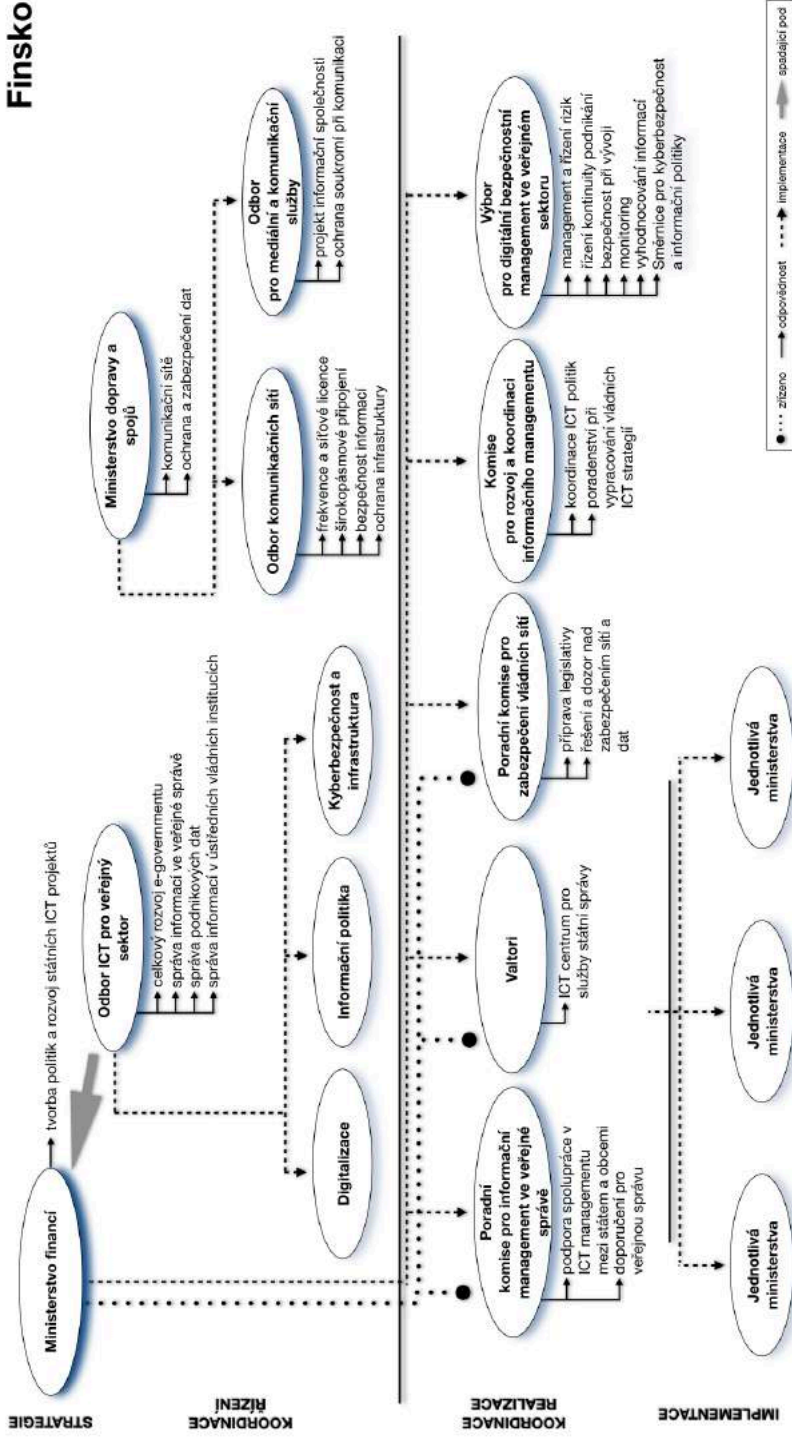 Finsko
STRATEGIE
Ministerstvo financí
tvorba politik a rozvoj státních ICT projektů
Odbor ICT pro veřejný
sektor
celkový rozvoj e-governmentu
správa informací ve veřejné správě
správa podnikových dat
správa informací v ústředních vládních institucích
Ministerstvo dopravy a
spojů
komunikační sítě
ochrana a zabezpečení dat
KOORDINACE
ŘÍZENÍ
Digitalizace
Informační politika
Kyberbezpečnost a
infrastruktura
Odbor komunikačních sítí
frekvence a síťové licence
širokopásmové připojení
bezpečnost informací
ochrana infrastruktury
Odbor
pro mediální a komunikační
služby
projekt informační společnosti
ochrana soukromí při komunikaci
KOORDINACE
REALIZACE
Poradní
komise pro informační
management ve veřejné
správě
podpora spolupráce v
ICT managementu
mezi státem a obcemi
doporučení pro
veřejnou správu
Valtori
ICT centrum pro
služby státní správy
Poradní komise pro
zabezpečení vládních sítí
příprava legislativy
řešení a dozor nad
zabezpečením sítí a
dat
Komise
pro rozvoj a koordinaci
informačního managementu
koordinace ICT politik
poradenství při
vypracování vládních
ICT strategií
Výbor
pro digitální bezpečnostní
management ve veřejném
sektoru
management a řízení rizik
řízení kontinuity podnikání
bezpečnost při vývoji
monitoring
vyhodnocování informací
Směrnice pro kyberbezpečnost
a informační politiky
IMPLEMENTACE
Jednotlivá
ministerstva
Jednotlivá
ministerstva
Jednotlivá
ministerstva
zřízeno
odpovědnost
implementace
spadající pod